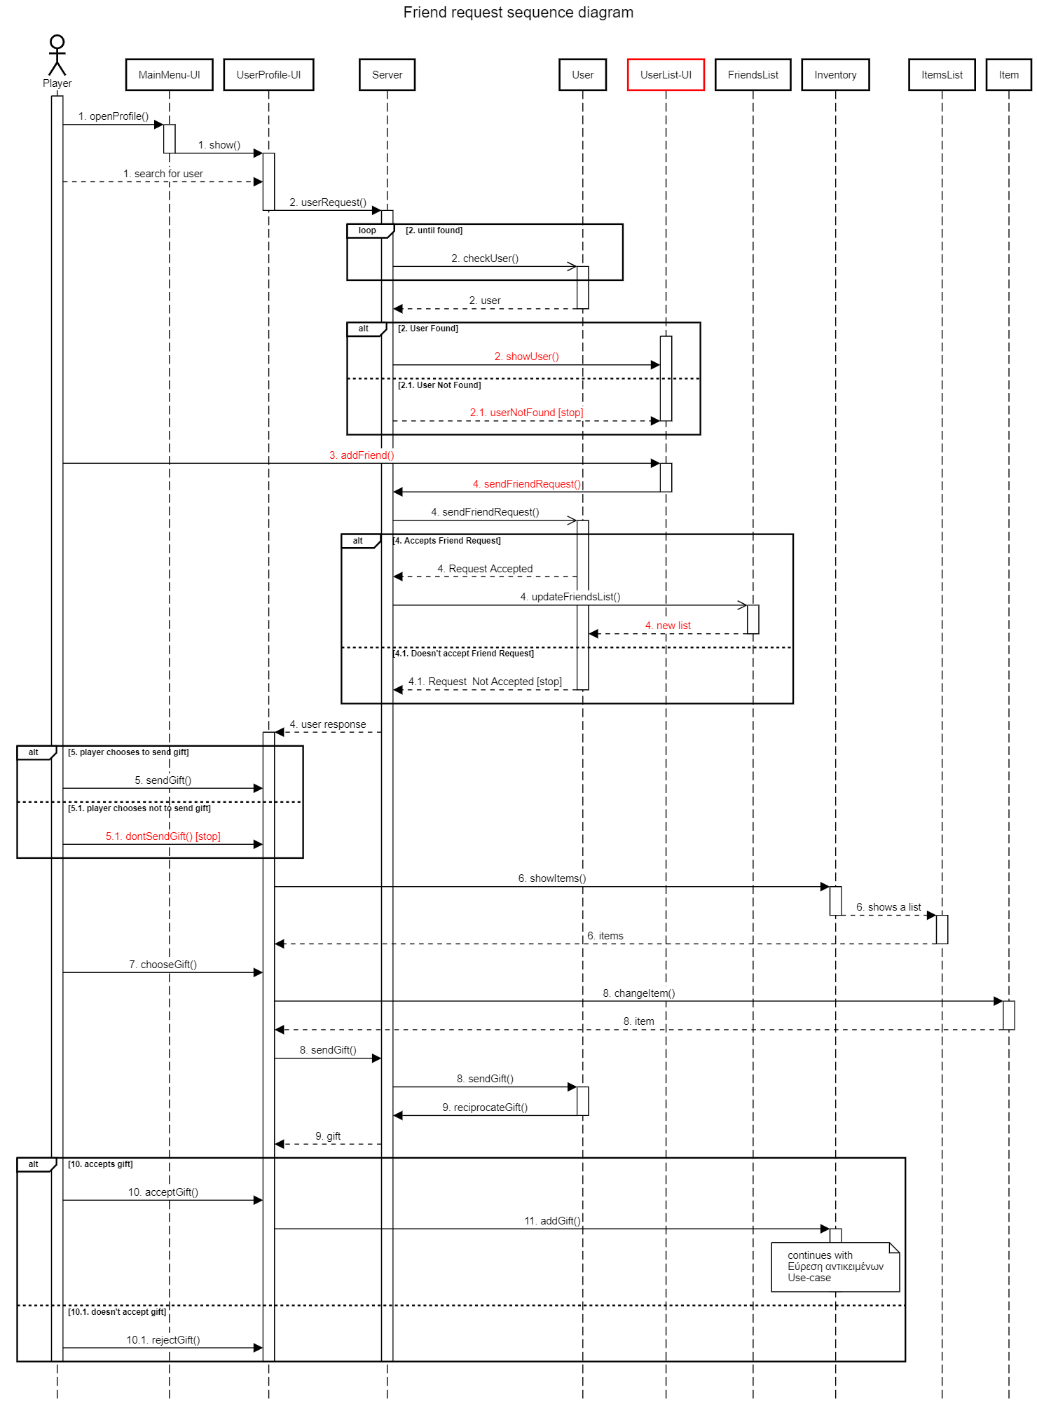 Friend request sequence diagram
Player
MainMenu-UI
UserProfile-UI
Server
User
UserList-UI
FriendsList
Inventory
ItemsList
Item
1. openProfile()
1. show()
1. search for user
2. userRequest()
loop
[2. until found]
2. checkUser()
2. user
alt
[2. User Found]
2. showUser()
[2.1. User Not Found]
2.1. userNotFound [stop]
3. addFriend()
4. sendFriendRequest()
4. sendFriendRequest()
alt
[4. Accepts Friend Request]
4. Request Accepted
4. updateFriendsList()
4. new list
[4.1. Doesn't accept Friend Request]
4.1. Request  Not Accepted [stop]
4. user response
alt
[5. player chooses to send gift]
5. sendGift()
[5.1. player chooses not to send gift]
5.1. dontSendGift() [stop]
6. showItems()
6. shows a list
6. items
7. chooseGift()
8. changeItem()
8. item
8. sendGift()
8. sendGift()
9. reciprocateGift()
9. gift
alt
[10. accepts gift]
10. acceptGift()
11. addGift()
continues with
Εύρεση αντικειμένων
Use-case
[10.1. doesn't accept gift]
10.1. rejectGift()